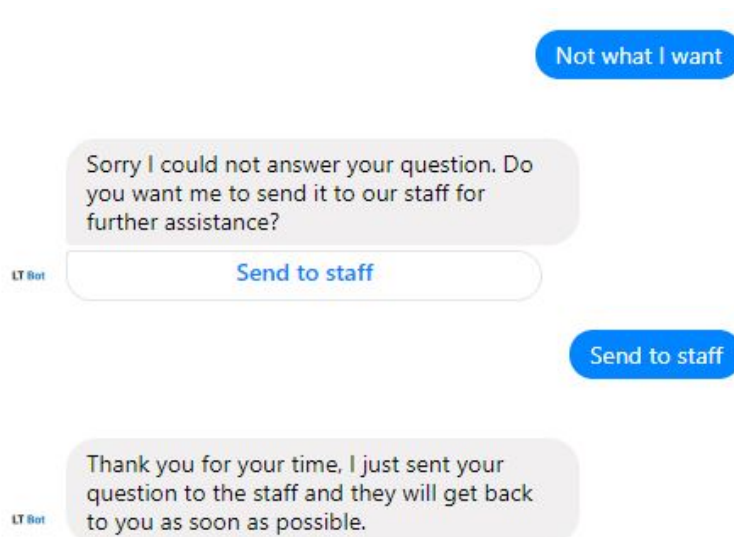 Not what I want
Sorry I could not answer your question. Do
you want me to send it to our staff for
further assistance?
LT Bot
Send to staff
Send to staff
Thank you for your time, I just sent your
question to the staff and they will get back
to you as soon as possible.
LT Bot